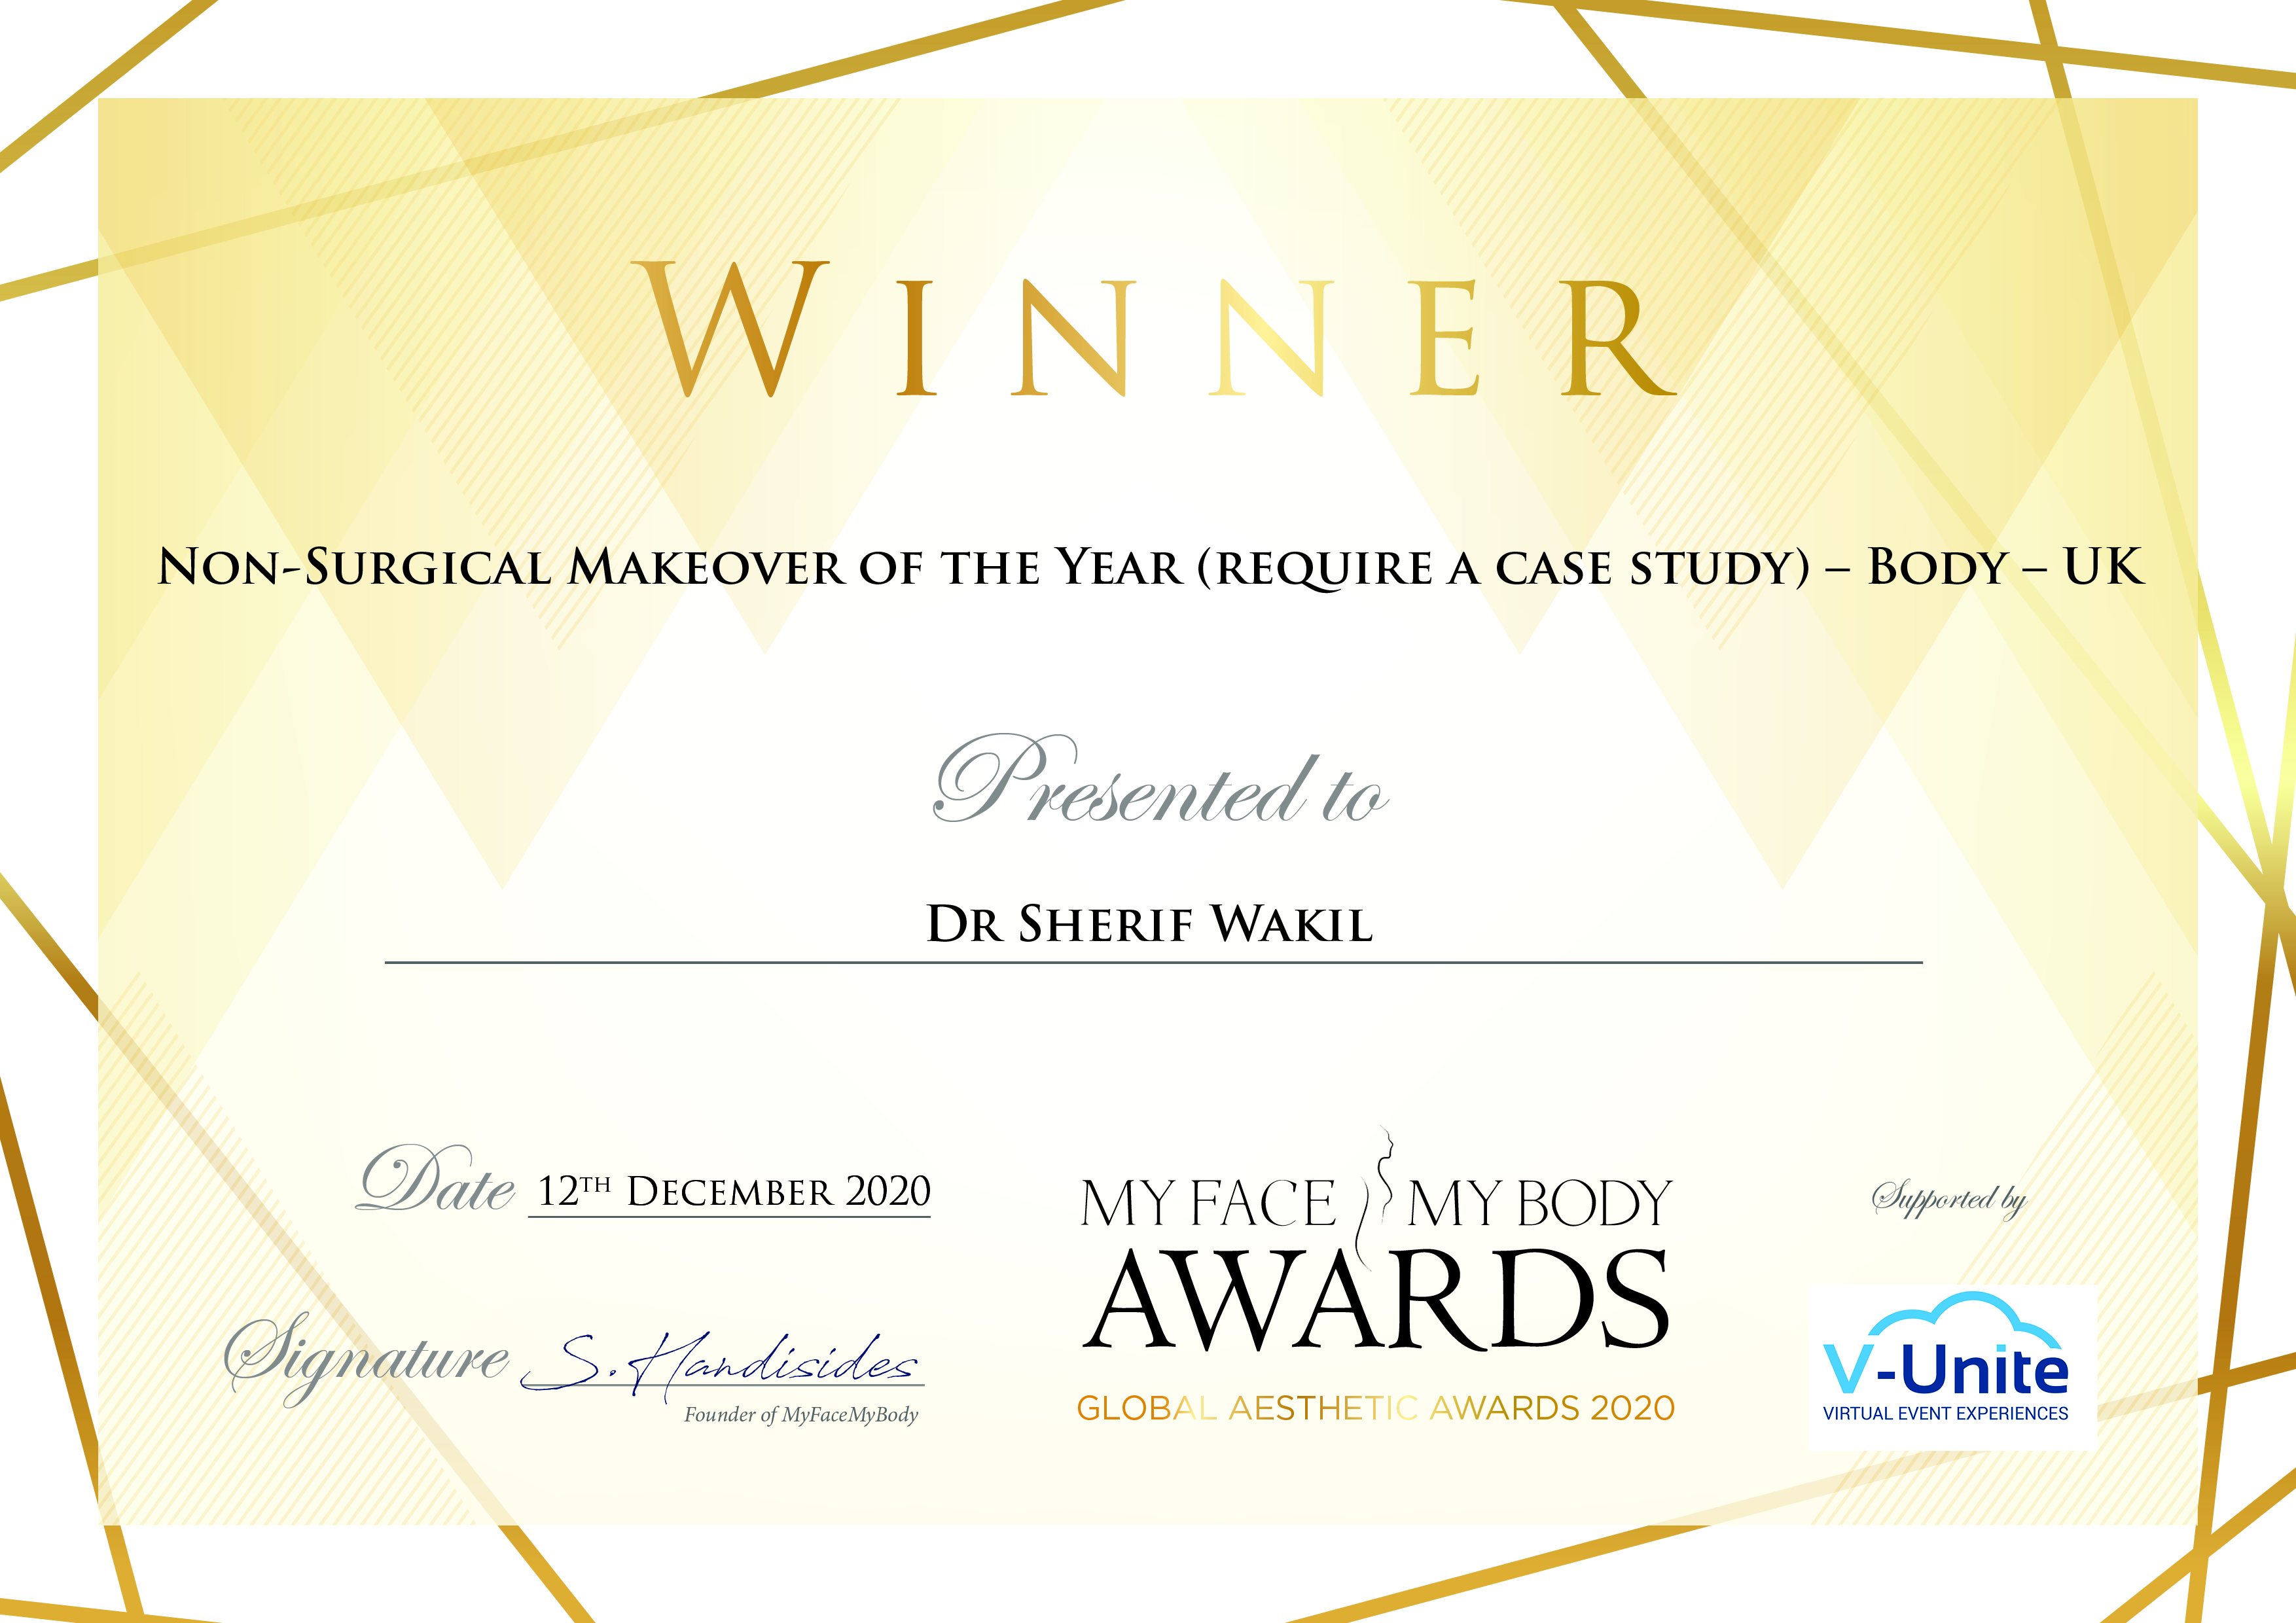 Winner
Non-Surgical Makeover of the Year (require a case study) – Body – UK
Presented to
Dr Sherif Wakil
Date 12th December 2020
Signature S. Handisides
Founder of MyFaceMyBody
MY FACE MY BODY
AWARDS
GLOBAL AESTHETIC AWARDS 2020
Supported by
V-Unite
VIRTUAL EVENT EXPERIENCES